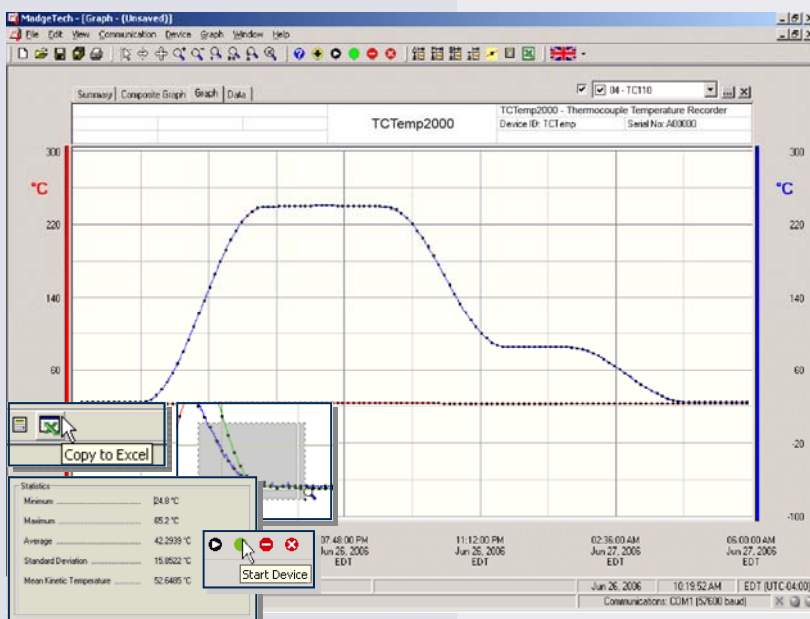 MadgeTech - [Graph - (Unsaved)]
File Edit View Communication Device Graph Window Help
Summary Composite Graph Graph Data
04 - TC110
TCTemp2000
TCTemp2000 - Thermocouple Temperature Recorder
Device ID: TCTemp Serial No: A00000
300 300
°C °C
220 220
140 140
60 60
-20
-100
Copy to Excel
Statistics
Minimum 24.8 °C
Maximum 65.2 °C
Average 42.2939 °C
Standard Deviation 15.8522 °C
Mean Kinetic Temperature 52.6485 °C
Start Device
07:48:00 PM 11:12:00 PM 02:36:00 AM 06:00:00 AM
Jun 26, 2006 Jun 26, 2006 Jun 27, 2006 Jun 27, 2006
EDT EDT EDT EDT
Jun 26, 2006 10:19:52 AM EDT (UTC-04:00)
Communications: COM1 (57600 baud)